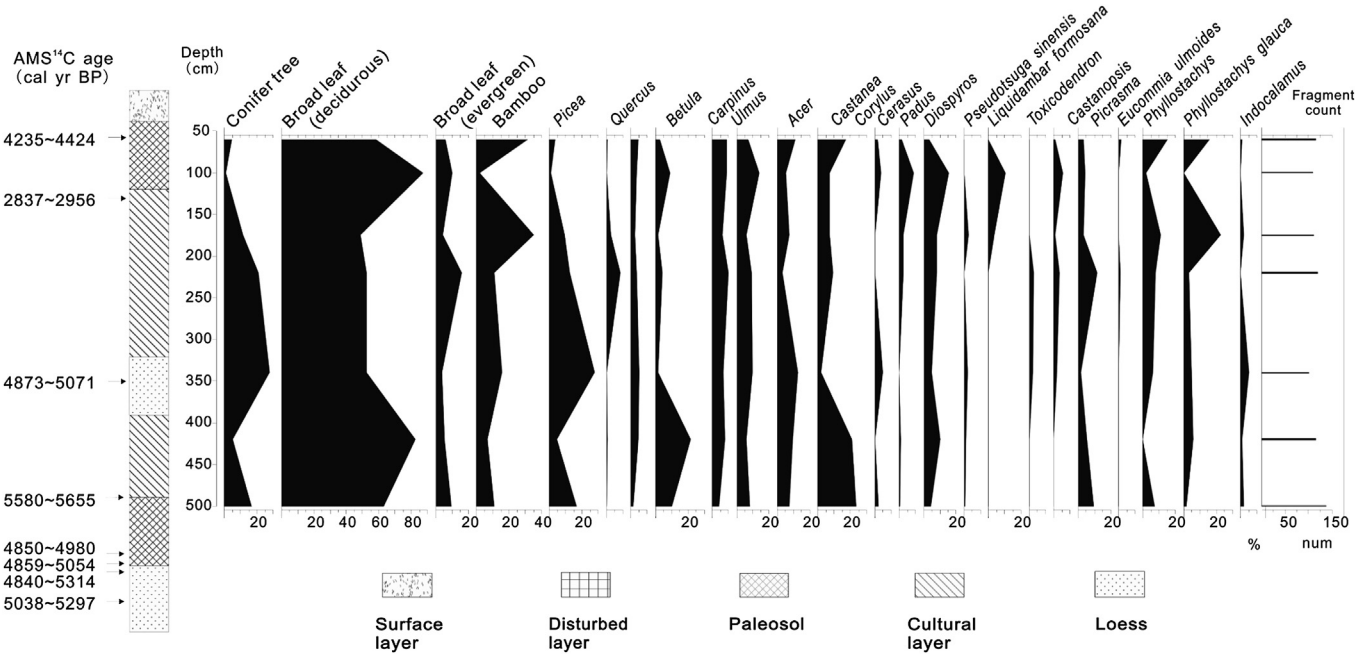 AMS¹⁴C age
(cal yr BP)
4235~4424
2837~2956
4873~5071
5580~5655
4850~4980
4859~5054
4840~5314
5038~5297
Depth
(cm)
50
100
150
200
250
300
350
400
450
500
Conifer tree
Broad leaf
(decidurous)
Broad leaf
(evergreen)
Bamboo
Picea
Quercus
Betula
Carpinus
Ulmus
Acer
Castanea
Corylus
Cerasus
Padus
Diospyros
Pseudotsuga sinensis
Liquidambar formosana
Toxicodendron
Castanopsis
Picrasma
Eucommia ulmoides
Phyllostachys
Phyllostachys glauca
Indocalamus
Fragment
count
20 20 40 60 80 20 20 40 20 20 20 20 20 20 20 20 20 50 150
% num
Surface
layer
Disturbed
layer
Paleosol
Cultural
layer
Loess